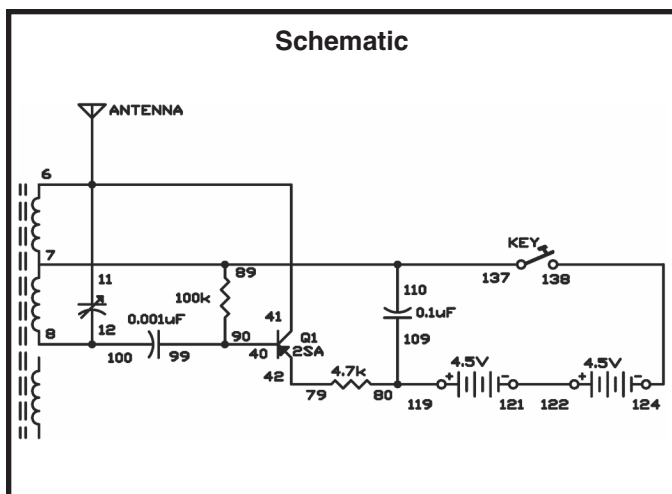 Schematic
ANTENNA
6
7
8
11
12
0.001uF
100
99
89
100k
90
40
41
Q1
2SA
42
4.7k
79
80
110
0.1uF
109
KEY
137
138
+ 4.5V -
119
121
+ 4.5V -
122
124